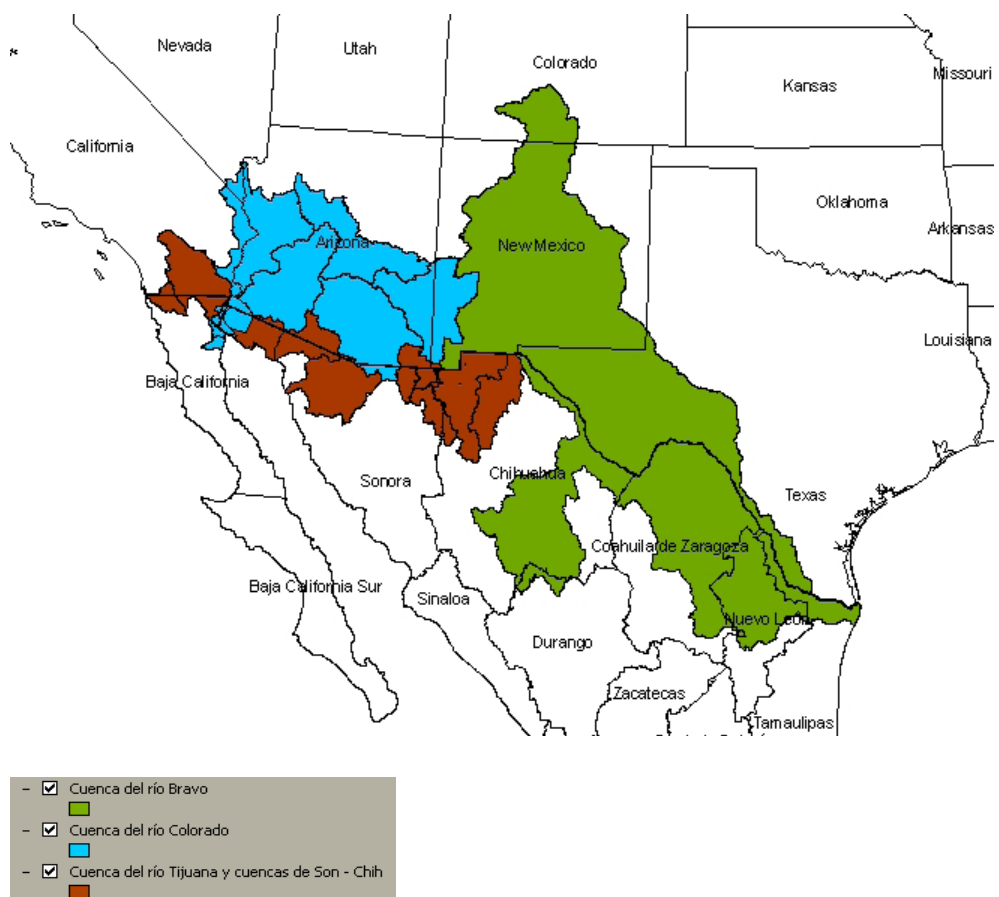 Nevada
Utah
Colorado
Kansas
Missouri
California
Oklahoma
Arizona
New Mexico
Arkansas
Louisiana
Baja California
Sonora
Chihuahua
Texas
Coahuila de Zaragoza
Baja California Sur
Sinaloa
Nuevo León
Durango
Zacatecas
Tamaulipas
Cuenca del río Bravo
Cuenca del río Colorado
Cuenca del río Tijuana y cuencas de Son - Chih